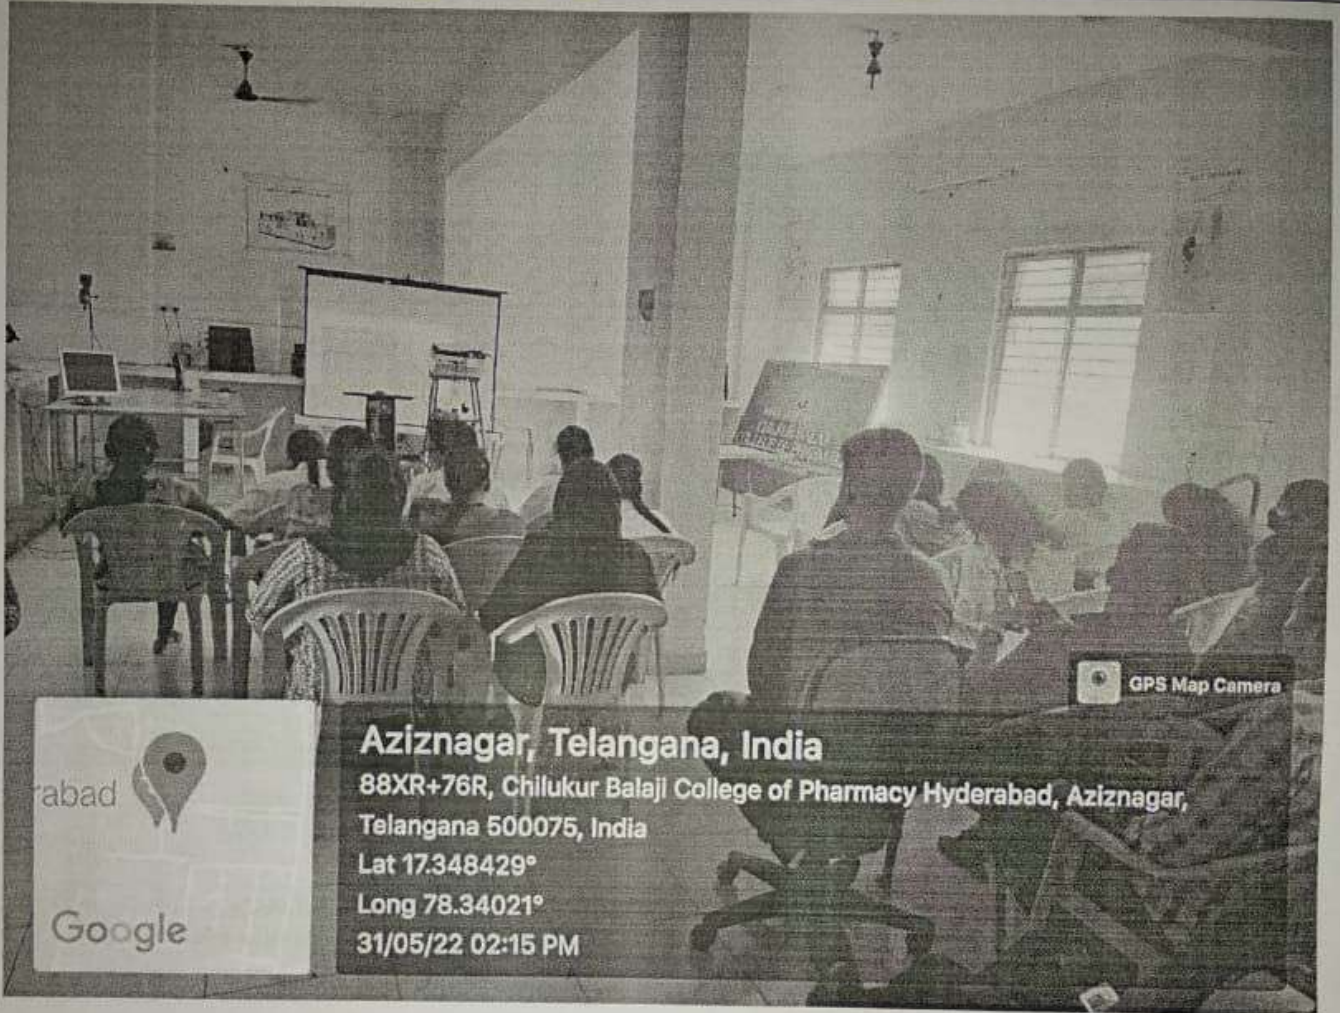 GPS Map Camera
rabad
Google
Aziznagar, Telangana, India
88XR+76R, Chilukur Balaji College of Pharmacy Hyderabad, Aziznagar,
Telangana 500075, India
Lat 17.348429°
Long 78.34021°
31/05/22 02:15 PM